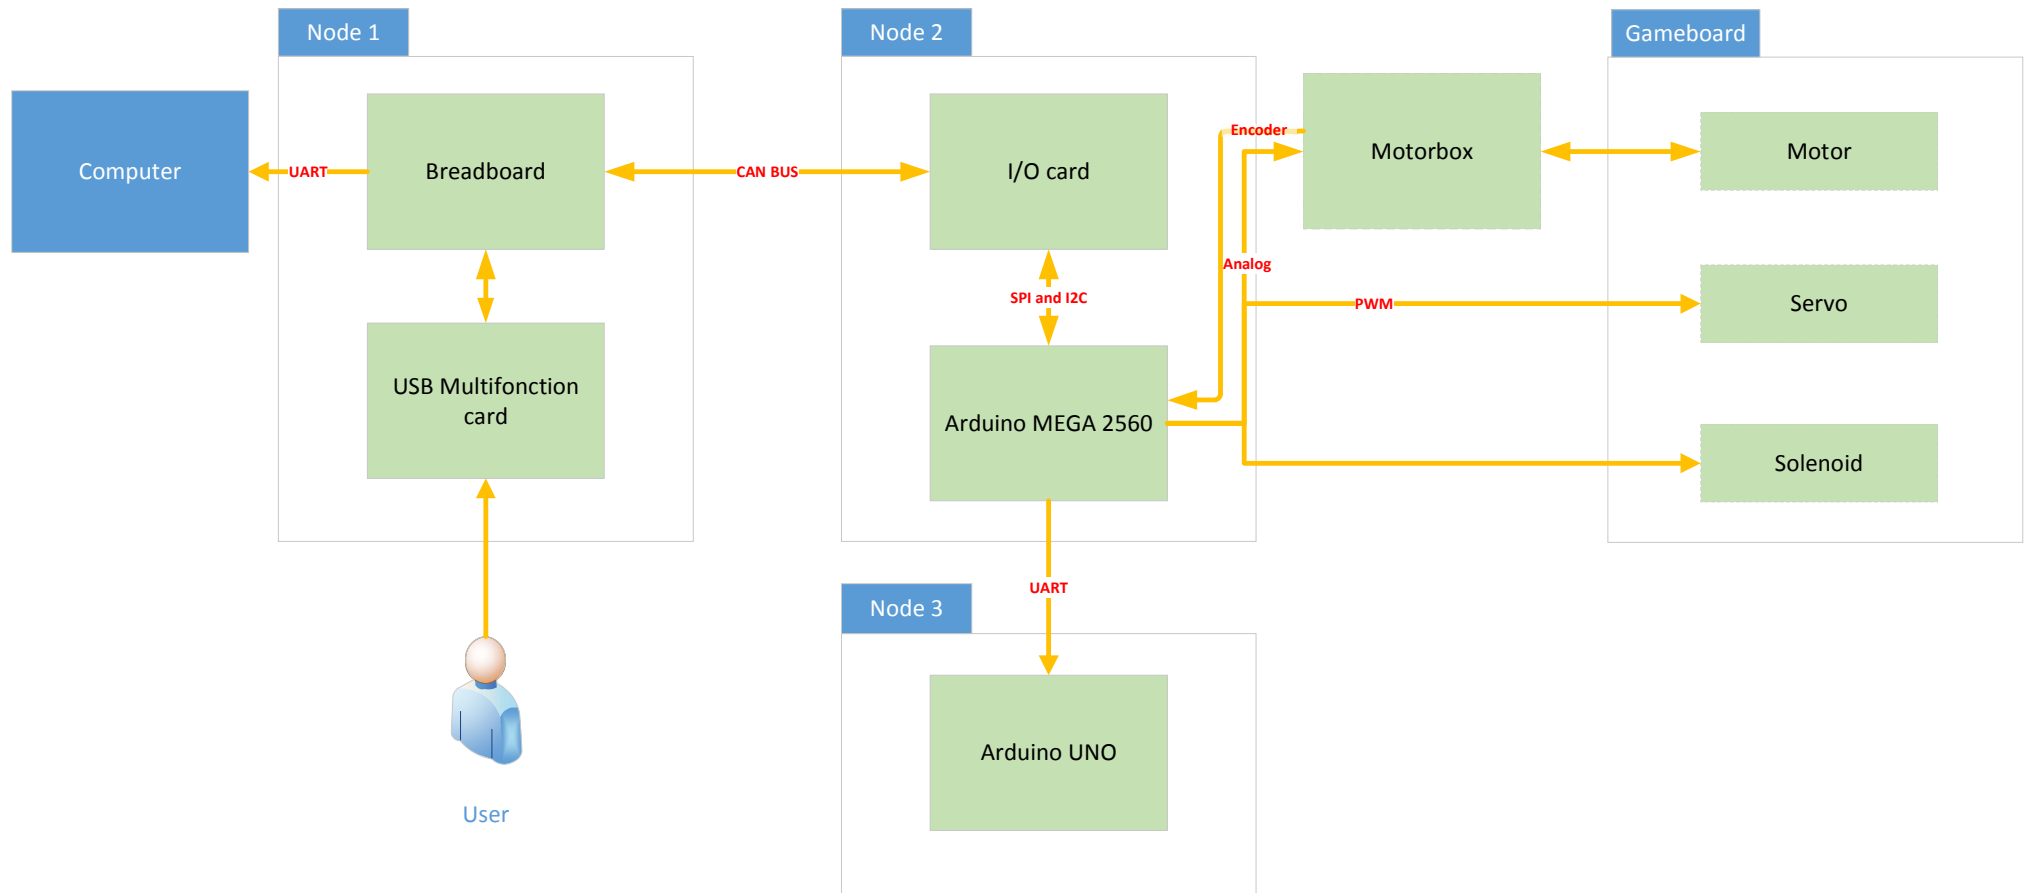 Node 1
Node 2
Gameboard
Computer
UART
Breadboard
CAN BUS
I/O card
Encoder
Motorbox
Motor
Analog
SPI and I2C
PWM
Servo
USB Multifonction
card
Arduino MEGA 2560
Solenoid
UART
Node 3
Arduino UNO
User